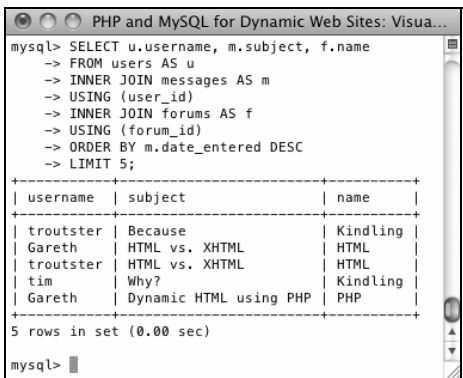 PHP and MySQL for Dynamic Web Sites: Visua...
mysql> SELECT u.username, m.subject, f.name
    -> FROM users AS u
    -> INNER JOIN messages AS m
    -> USING (user_id)
    -> INNER JOIN forums AS f
    -> USING (forum_id)
    -> ORDER BY m.date_entered DESC
    -> LIMIT 5;
+-----------+------------------------+----------+
| username  | subject                | name     |
+-----------+------------------------+----------+
| troutster | Because                | Kindling |
| Gareth    | HTML vs. XHTML         | HTML     |
| troutster | HTML vs. XHTML         | HTML     |
| tim       | Why?                   | Kindling |
| Gareth    | Dynamic HTML using PHP | PHP      |
+-----------+------------------------+----------+
5 rows in set (0.00 sec)
mysql>